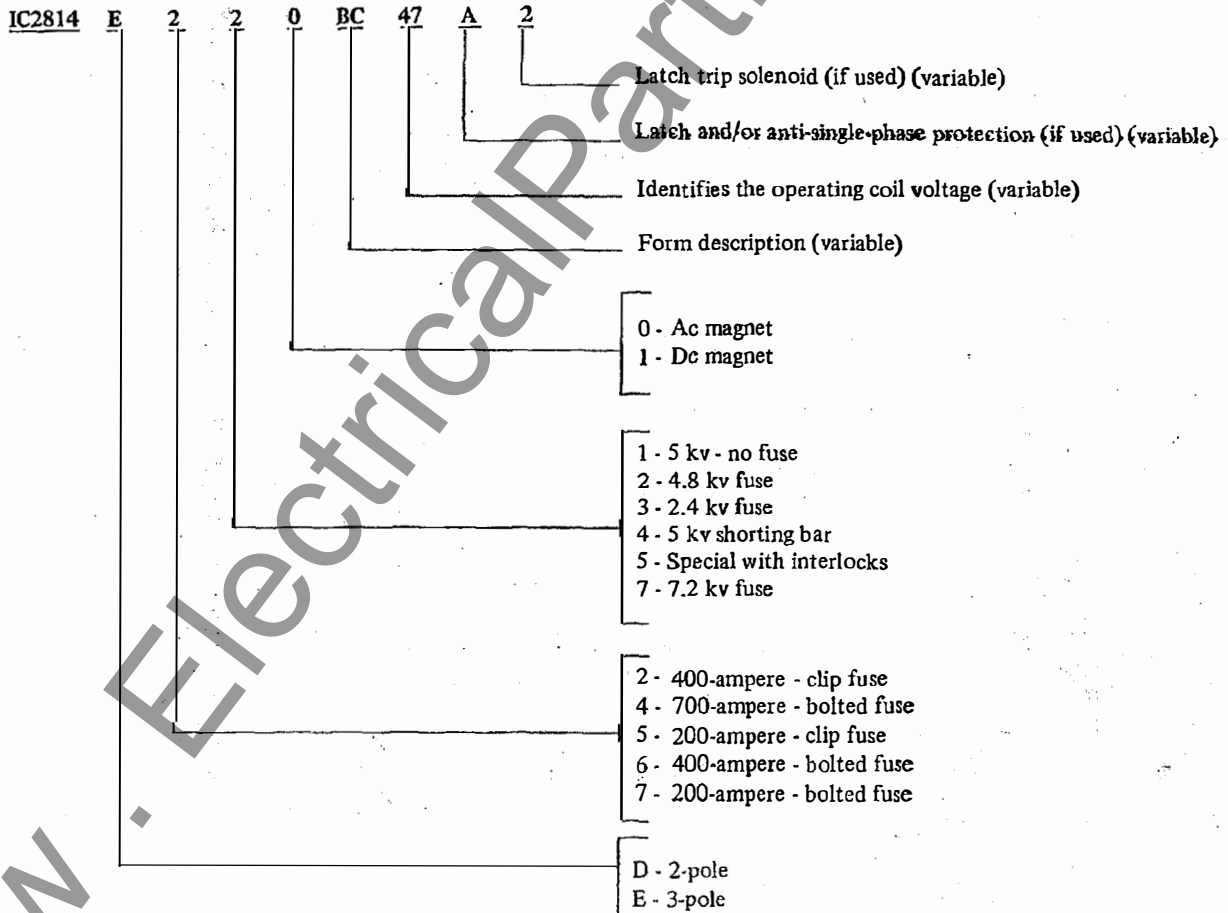 IC2814 E 2 2 0 BC 47 A 2
Latch trip solenoid (if used) (variable)
Latch and/or anti-single-phase protection (if used) (variable)
Identifies the operating coil voltage (variable)
Form description (variable)
0 - Ac magnet
1 - Dc magnet
1 - 5 kv - no fuse
2 - 4.8 kv fuse
3 - 2.4 kv fuse
4 - 5 kv shorting bar
5 - Special with interlocks
7 - 7.2 kv fuse
2 - 400-ampere - clip fuse
4 - 700-ampere - bolted fuse
5 - 200-ampere - clip fuse
6 - 400-ampere - bolted fuse
7 - 200-ampere - bolted fuse
D - 2-pole
E - 3-pole
w . ElectricalPart